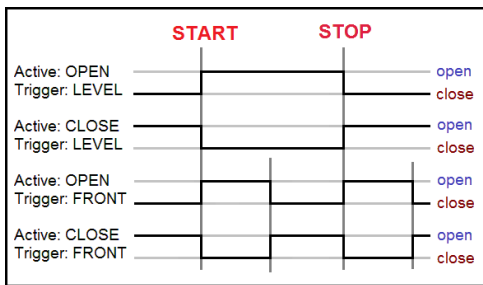 START STOP
Active: OPEN open
Trigger: LEVEL close
Active: CLOSE open
Trigger: LEVEL close
Active: OPEN open
Trigger: FRONT close
Active: CLOSE open
Trigger: FRONT close